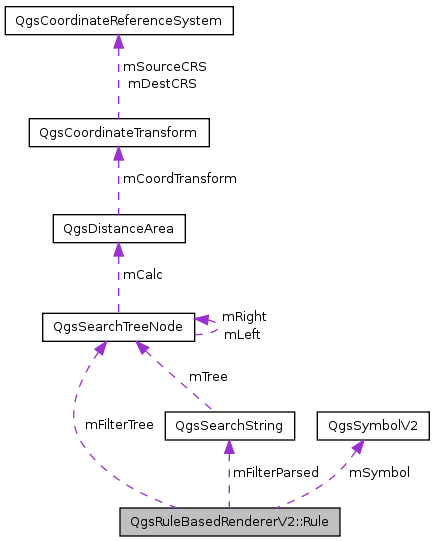 QgsCoordinateReferenceSystem
mSourceCRS
mDestCRS
QgsCoordinateTransform
mCoordTransform
QgsDistanceArea
mCalc
QgsSearchTreeNode
mRight
mLeft
mTree
mFilterTree
QgsSearchString
QgsSymbolV2
mFilterParsed
mSymbol
QgsRuleBasedRendererV2::Rule